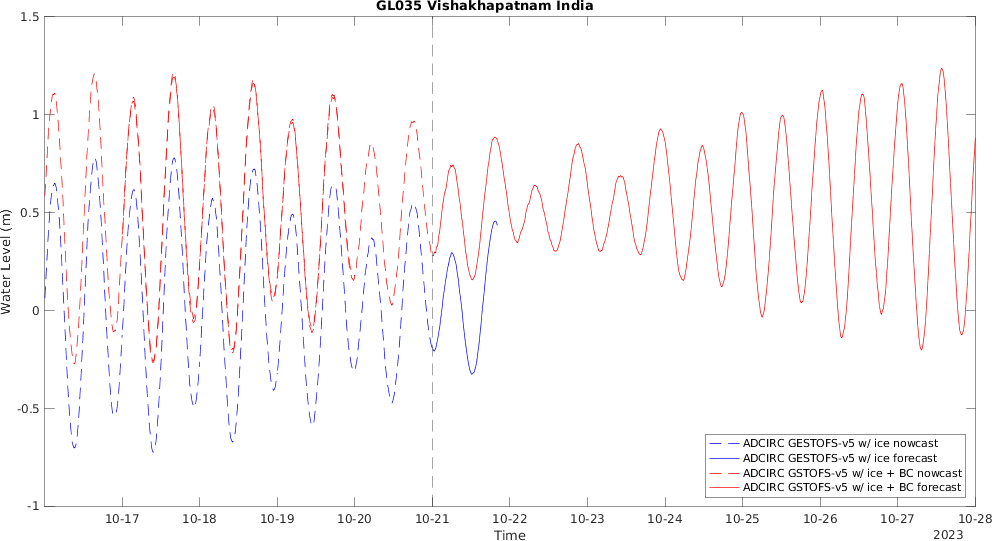 GL035 Vishakhapatnam India
Water Level (m)
1.5
1
0.5
0
-0.5
-1
10-17 10-18 10-19 10-20 10-21 10-22 10-23 10-24 10-25 10-26 10-27 10-28
Time
2023
ADCIRC GESTOFS-v5 w/ ice nowcast
ADCIRC GESTOFS-v5 w/ ice forecast
ADCIRC GSTOFS-v5 w/ ice + BC nowcast
ADCIRC GSTOFS-v5 w/ ice + BC forecast